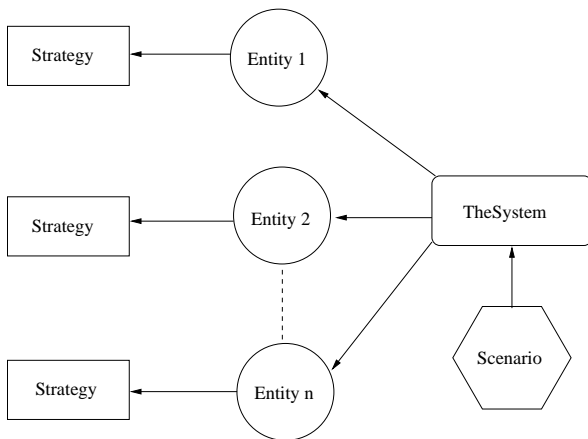 Strategy
Entity 1
Strategy
Entity 2
TheSystem
Strategy
Entity n
Scenario